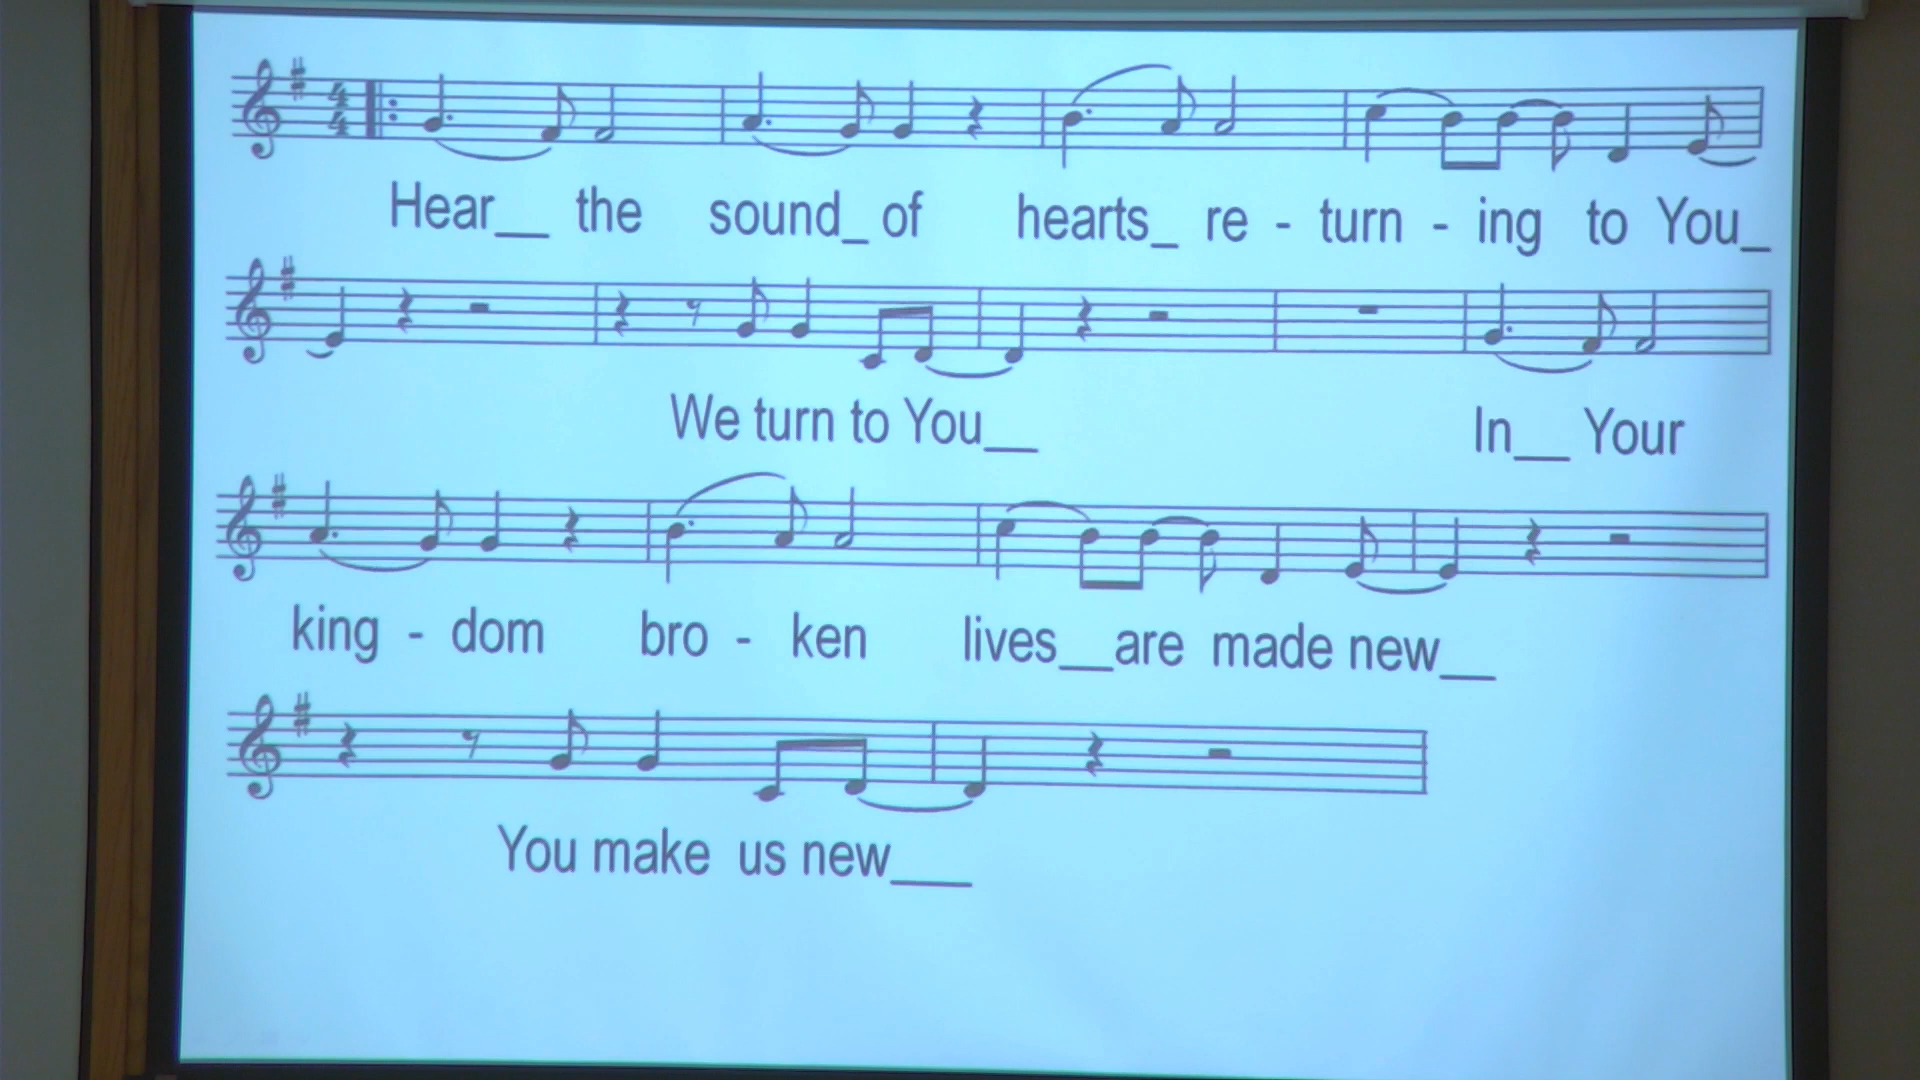 Hear__ the sound_ of hearts_ re - turn - ing to You_
We turn to You__ In__ Your
king - dom bro - ken lives__are made new__
You make us new___